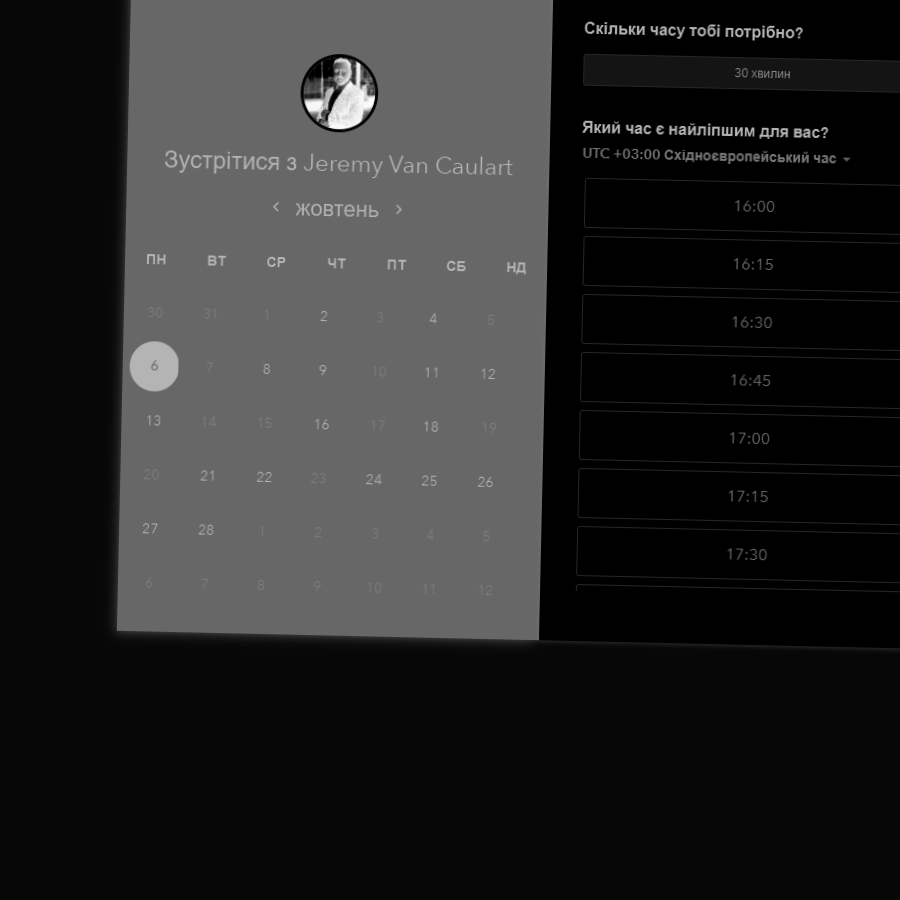 Зустрітися з Jeremy Van Caulart
жовтень
ПН ВТ СР ЧТ ПТ СБ НД
30 31 1 2 3 4 5
6 7 8 9 10 11 12
13 14 15 16 17 18 19
20 21 22 23 24 25 26
27 28 1 2 3 4 5
6 7 8 9 10 11 12
Скільки часу тобі потрібно?
30 хвилин
Який час є найліпшим для вас?
UTC +03:00 Східноєвропейський час
16:00
16:15
16:30
16:45
17:00
17:15
17:30